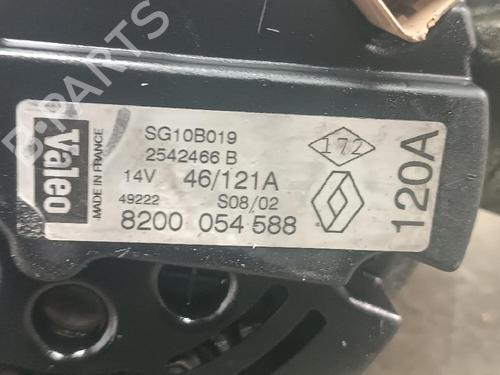 Valeo
MADE IN FRANCE
SG10B019
2542466 B
14V 46/121A
49222 S08/02
8200 054 588
172
120A
B-PARTS